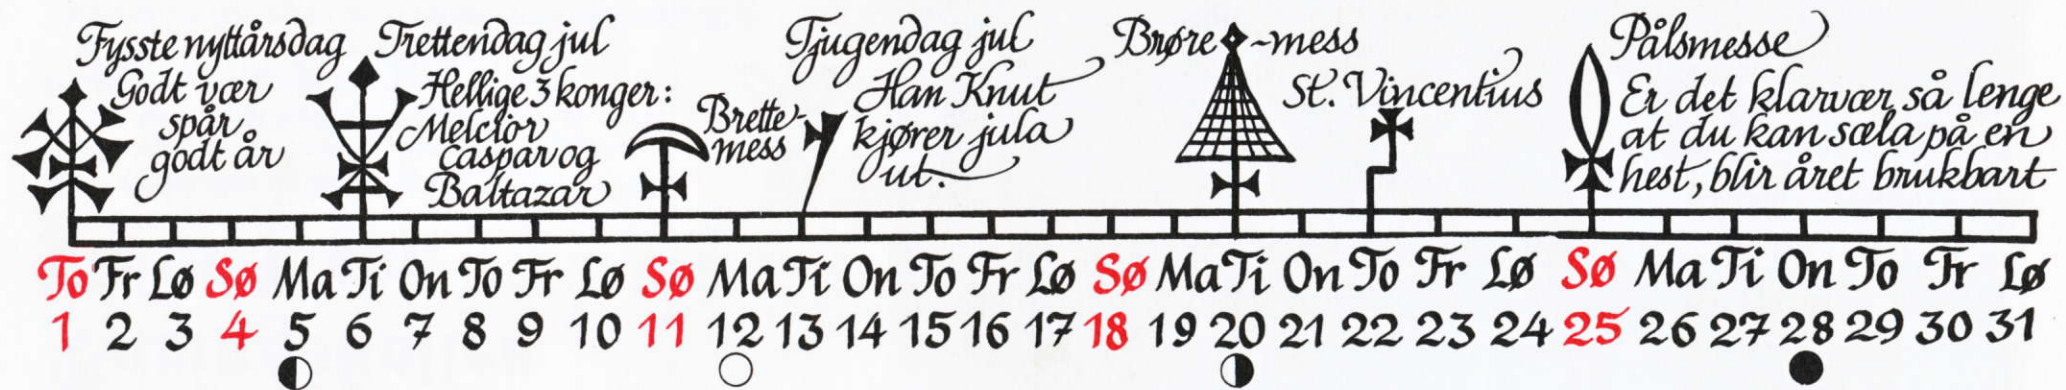 Fysste nyttårsdag
Godt vær
spår
godt år
Trettendag jul
Hellige 3 konger:
Melcior
caspar og
Baltazar
Brette-
mess
Tjugendag jul
Han Knut
kjører jula
ut.
Brøre-mess
St. Vincentius
Pålsmesse
Er det klarvær så lenge
at du kan sæla på en
hest, blir året brukbart
To Fr Lø Sø Ma Ti On To Fr Lø Sø Ma Ti On To Fr Lø Sø Ma Ti On To Fr Lø Sø Ma Ti On To Fr Lø
1 2 3 4 5 6 7 8 9 10 11 12 13 14 15 16 17 18 19 20 21 22 23 24 25 26 27 28 29 30 31